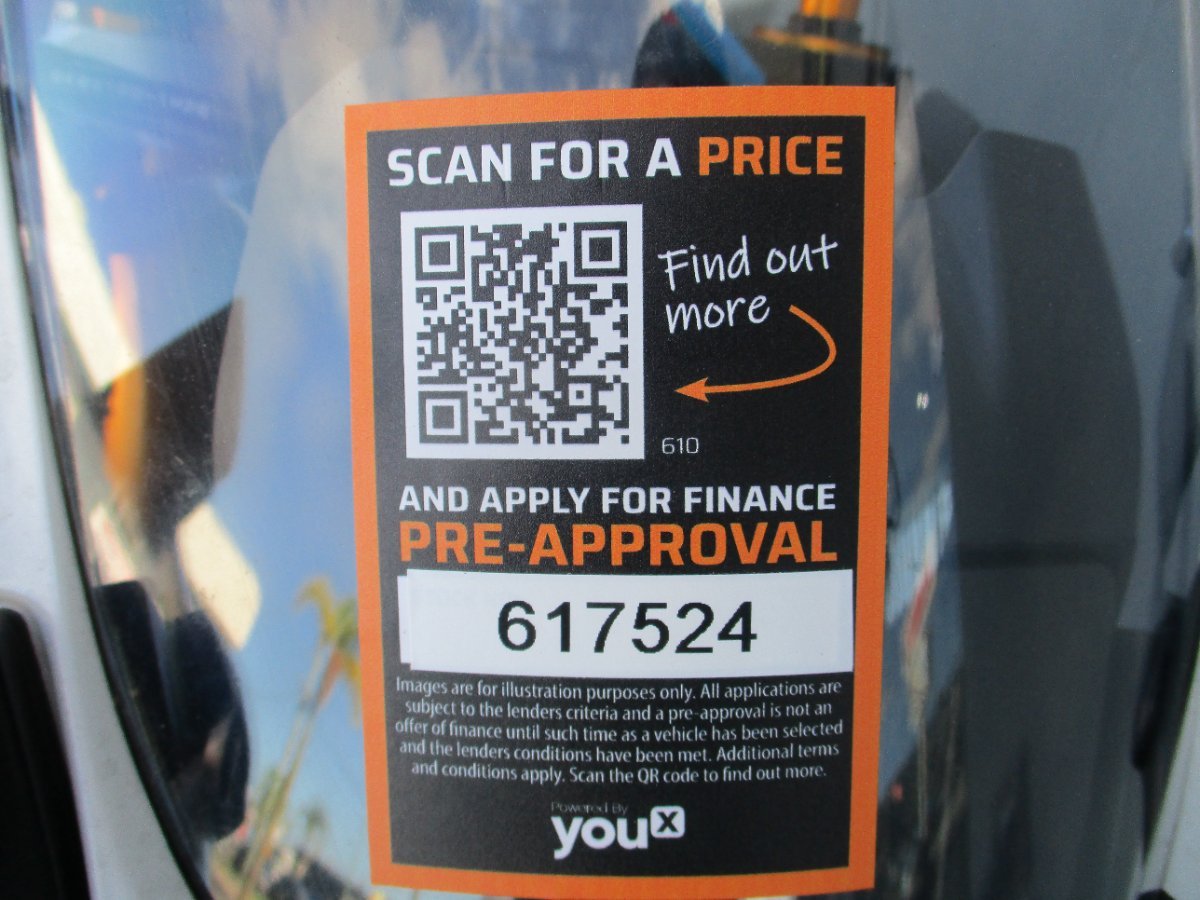 SCAN FOR A PRICE
Find out
more
610
AND APPLY FOR FINANCE
PRE-APPROVAL
617524
Images are for illustration purposes only. All applications are
subject to the lenders criteria and a pre-approval is not an
offer of finance until such time as a vehicle has been selected
and the lenders conditions have been met. Additional terms
and conditions apply. Scan the QR code to find out more.
Powered By
youX